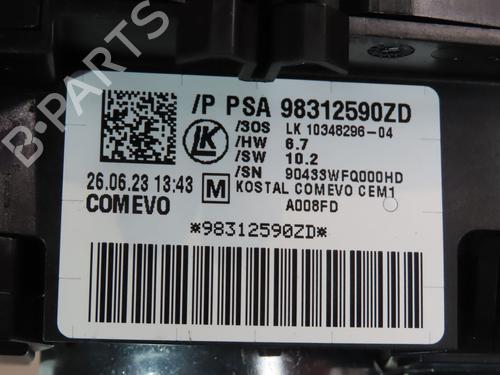 /P PSA 98312590ZD
/SOS LK 10348296-04
/HW 6.7
/SW 10.2
/SN 90433WFQ000HD
26.06.23 13:43 M KOSTAL COMEVO CEM1
COMEVO A008FD
*98312590ZD*
B-PARTS
LK